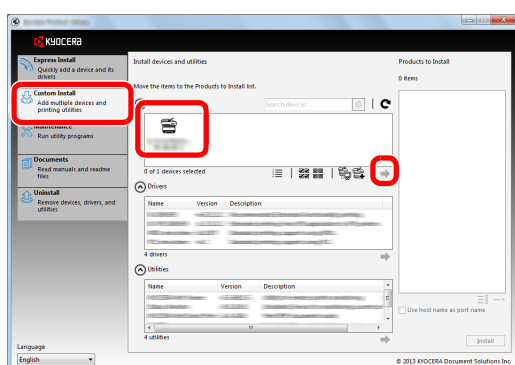 KYOCERA
Express Install
Quickly add a device and its
drivers
Custom Install
Add multiple devices and
printing utilities
Maintenance
Run utility programs
Documents
Read manuals and readme
files
Uninstall
Remove devices, drivers, and
utilities
Language
English
Install devices and utilities
Move the items to the Products to Install list.
Search devices
0 of 1 devices selected
Drivers
Name Version Description
4 drivers
Utilities
Name Version Description
4 utilities
Products to Install
0 items
Use host name as port name
Install
© 2013 KYOCERA Document Solutions Inc.